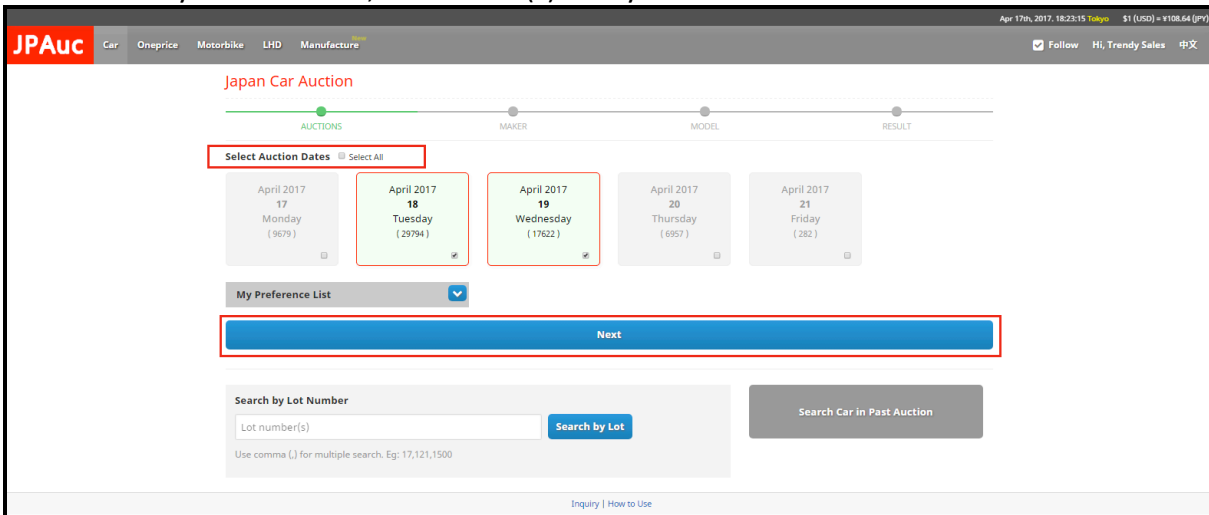 Apr 17th, 2017. 18:23:15 Tokyo $1 (USD) = ¥108.64 (JPY)
JPAuc Car Oneprice Motorbike LHD Manufacture New Follow Hi, Trendy Sales 中文
Japan Car Auction
AUCTIONS MAKER MODEL RESULT
Select Auction Dates Select All
April 2017 April 2017 April 2017 April 2017 April 2017
17 18 19 20 21
Monday Tuesday Wednesday Thursday Friday
( 9679 ) ( 29794 ) ( 17622 ) ( 6957 ) ( 282 )
My Preference List
Next
Search by Lot Number
Search Car in Past Auction
Lot number(s) Search by Lot
Use comma (,) for multiple search. Eg: 17,121,1500
Inquiry | How to Use